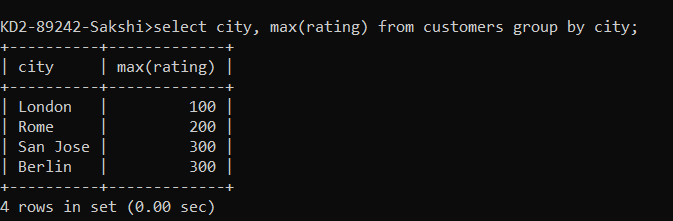 KD2-89242-Sakshi>select city, max(rating) from customers group by city;
+----------+-------------+
| city     | max(rating) |
+----------+-------------+
| London   |         100 |
| Rome     |         200 |
| San Jose |         300 |
| Berlin   |         300 |
+----------+-------------+
4 rows in set (0.00 sec)